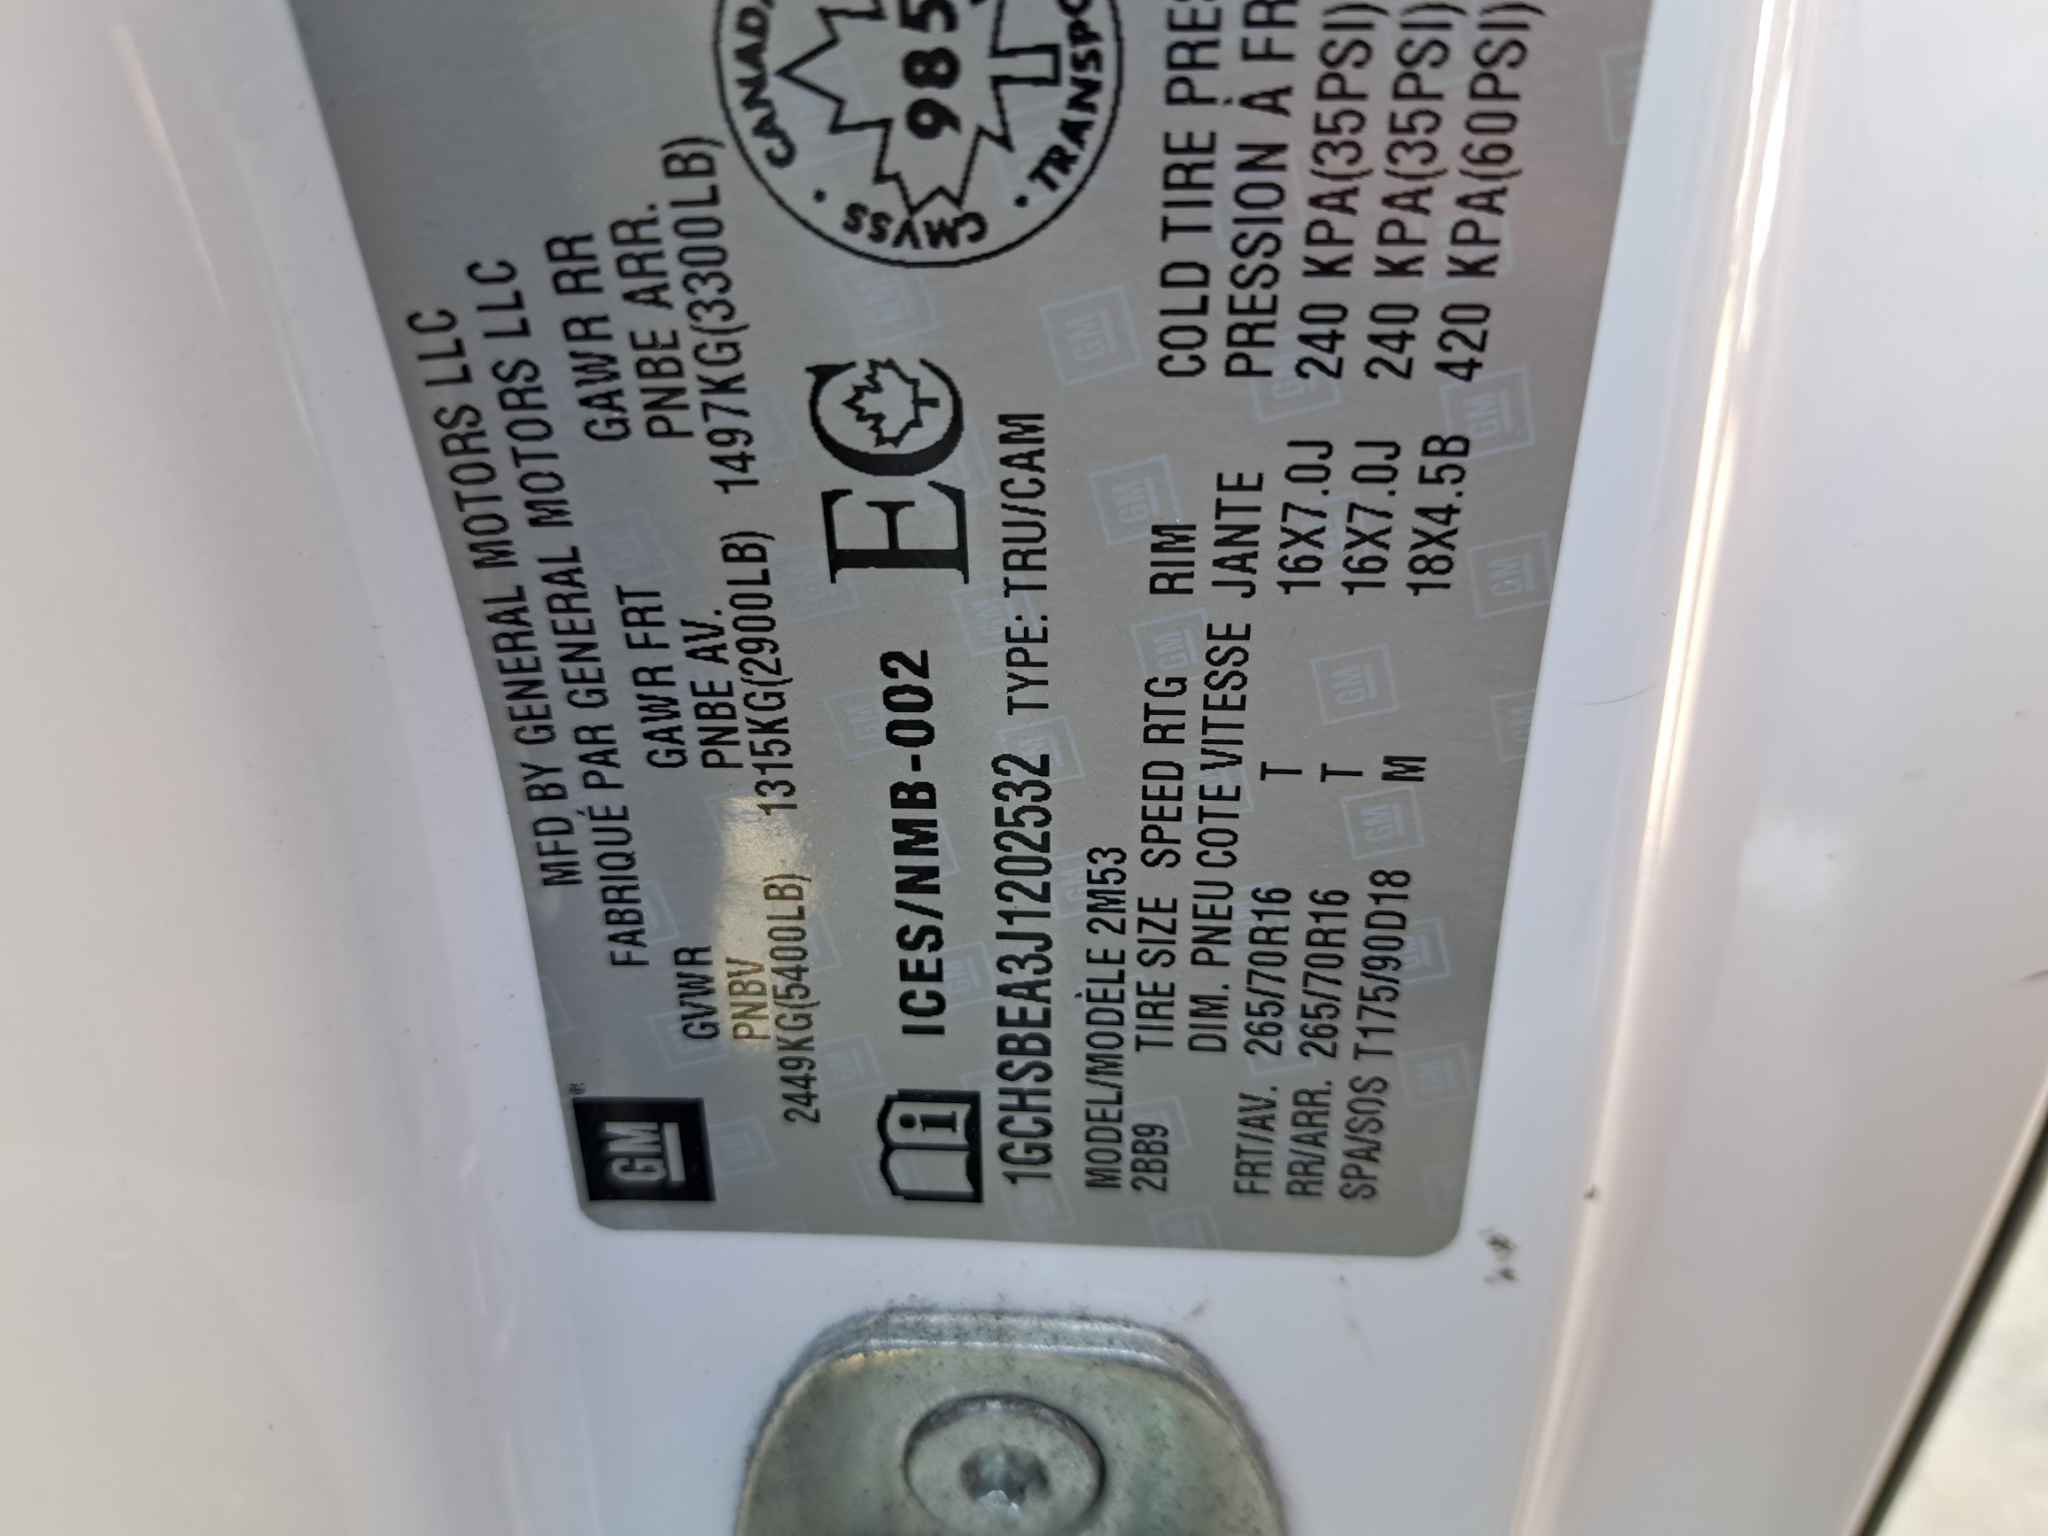 GM ®
MFD BY GENERAL MOTORS LLC
FABRIQUÉ PAR GENERAL MOTORS LLC
GVWR GAWR FRT GAWR RR
PNBV PNBE AV. PNBE ARR.
2449KG(5400LB) 1315KG(2900LB) 1497KG(3300LB)
i ICES/NMB-002 EC
CANADA
985
CMVSS • TRANSPO
1GCHSBEA3J1202532 TYPE: TRU/CAM
MODEL/MODÈLE 2M53
2BB9 TIRE SIZE SPEED RTG RIM COLD TIRE PRES
DIM. PNEU COTE VITESSE JANTE PRESSION À FR
FRT/AV. 265/70R16 T 16X7.0J 240 KPA(35PSI)
RR/ARR. 265/70R16 T 16X7.0J 240 KPA(35PSI)
SPA/SOS T175/90D18 M 18X4.5B 420 KPA(60PSI)